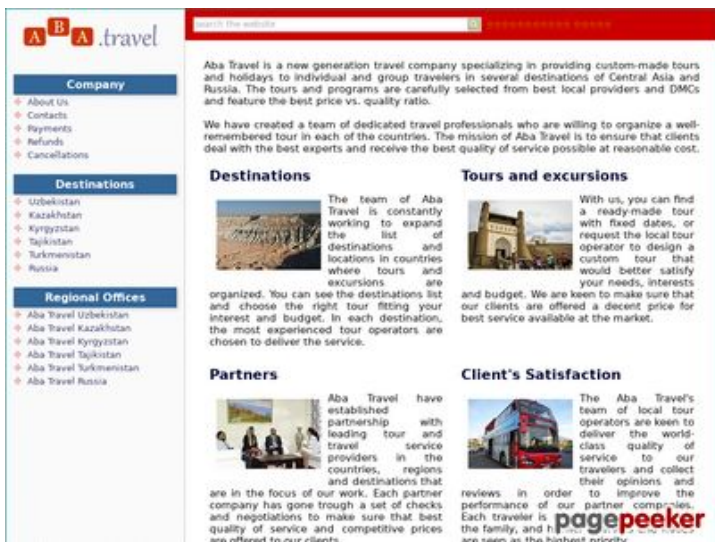 ABA.travel
search the website
Company
About Us
Contacts
Payments
Refunds
Cancellations
Destinations
Uzbekistan
Kazakhstan
Kyrgyzstan
Tajikistan
Turkmenistan
Russia
Regional Offices
Aba Travel Uzbekistan
Aba Travel Kazakhstan
Aba Travel Kyrgyzstan
Aba Travel Tajikistan
Aba Travel Turkmenistan
Aba Travel Russia
Aba Travel is a new generation travel company specializing in providing custom-made tours
and holidays to individual and group travelers in several destinations of Central Asia and
Russia. The tours and programs are carefully selected from best local providers and DMCs
and feature the best price vs. quality ratio.
We have created a team of dedicated travel professionals who are willing to organize a well-
remembered tour in each of the countries. The mission of Aba Travel is to ensure that clients
deal with the best experts and receive the best quality of service possible at reasonable cost.
Destinations
The team of Aba
Travel is constantly
working to expand
the list of
destinations and
locations in countries
where tours and
excursions are
organized. You can see the destinations list
and choose the right tour fitting your
interest and budget. In each destination,
the most experienced tour operators are
chosen to deliver the service.
Tours and excursions
With us, you can find
a ready-made tour
with fixed dates, or
request the local tour
operator to design a
custom tour that
would better satisfy
your needs, interests
and budget. We are keen to make sure that
our clients are offered a decent price for
best service available at the market.
Partners
Aba Travel have
established
partnership with
leading tour and
travel service
providers in the
countries, regions
and destinations that
are in the focus of our work. Each partner
company has gone trough a set of checks
and negotiations to make sure that best
quality of service and competitive prices
are offered to our clients.
Client's Satisfaction
The Aba Travel's
team of local tour
operators are keen to
deliver the world-
class quality of
service to our
travelers and collect
their opinions and
reviews in order to improve the
performance of our partner companies.
Each traveler is
the family, and
are seen as the highest priority.
pagepeeker